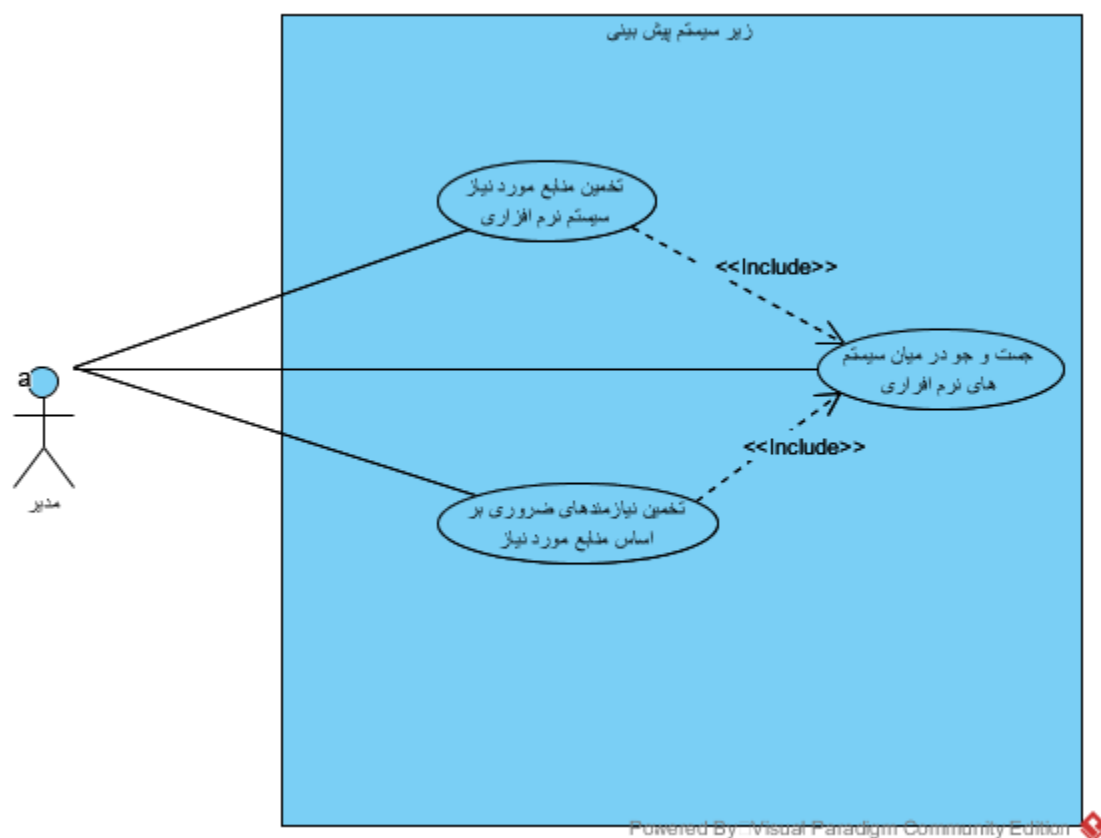 زیر سیستم پیش بینی
تخمین منابع مورد نیاز
سیستم نرم افزاری
<<Include>>
جست و جو در میان سیستم
های نرم افراری
a
<<Include>>
مدیر
تخمین نیازمندهای ضروری بر
اساس منابع مورد نیاز
Powered By Visual Paradigm Community Edition